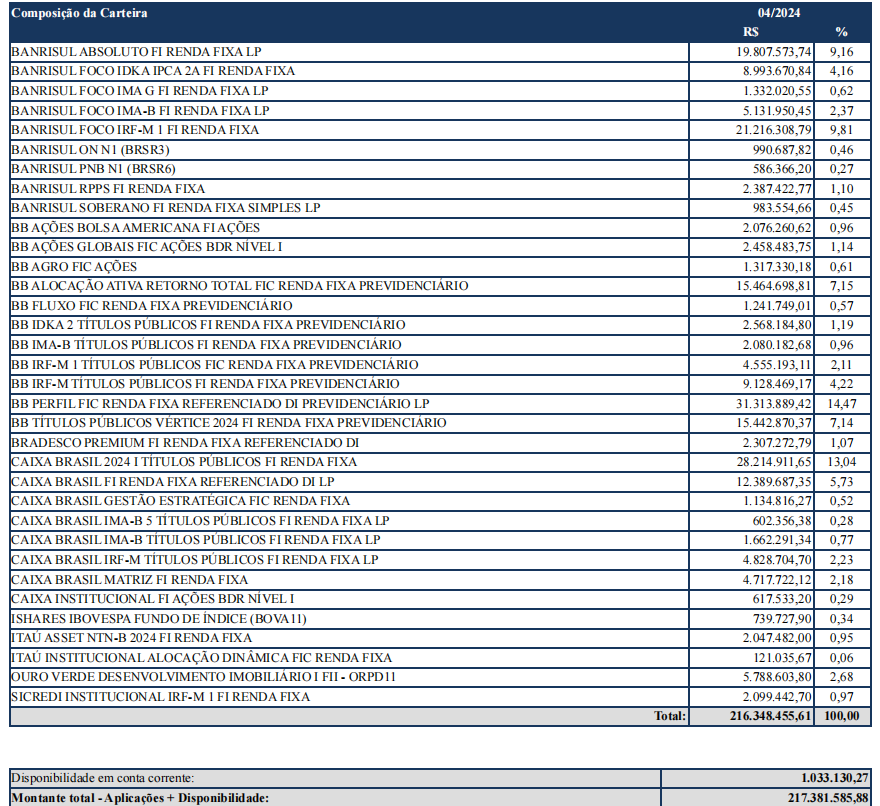 Composição da Carteira 04/2024
R$ %
BANRISUL ABSOLUTO FI RENDA FIXA LP 19.807.573,74 9,16
BANRISUL FOCO IDKA IPCA 2A FI RENDA FIXA 8.993.670,84 4,16
BANRISUL FOCO IMA G FI RENDA FIXA LP 1.332.020,55 0,62
BANRISUL FOCO IMA-B FI RENDA FIXA LP 5.131.950,45 2,37
BANRISUL FOCO IRF-M 1 FI RENDA FIXA 21.216.308,79 9,81
BANRISUL ON N1 (BRSR3) 990.687,82 0,46
BANRISUL PNB N1 (BRSR6) 586.366,20 0,27
BANRISUL RPPS FI RENDA FIXA 2.387.422,77 1,10
BANRISUL SOBERANO FI RENDA FIXA SIMPLES LP 983.554,66 0,45
BB AÇÕES BOLSA AMERICANA FI AÇÕES 2.076.260,62 0,96
BB AÇÕES GLOBAIS FIC AÇÕES BDR NÍVEL I 2.458.483,75 1,14
BB AGRO FIC AÇÕES 1.317.330,18 0,61
BB ALOCAÇÃO ATIVA RETORNO TOTAL FIC RENDA FIXA PREVIDENCIÁRIO 15.464.698,81 7,15
BB FLUXO FIC RENDA FIXA PREVIDENCIÁRIO 1.241.749,01 0,57
BB IDKA 2 TÍTULOS PÚBLICOS FI RENDA FIXA PREVIDENCIÁRIO 2.568.184,80 1,19
BB IMA-B TÍTULOS PÚBLICOS FI RENDA FIXA PREVIDENCIÁRIO 2.080.182,68 0,96
BB IRF-M 1 TÍTULOS PÚBLICOS FIC RENDA FIXA PREVIDENCIÁRIO 4.555.193,11 2,11
BB IRF-M TÍTULOS PÚBLICOS FI RENDA FIXA PREVIDENCIÁRIO 9.128.469,17 4,22
BB PERFIL FIC RENDA FIXA REFERENCIADO DI PREVIDENCIÁRIO LP 31.313.889,42 14,47
BB TÍTULOS PÚBLICOS VÉRTICE 2024 FI RENDA FIXA PREVIDENCIÁRIO 15.442.870,37 7,14
BRADESCO PREMIUM FI RENDA FIXA REFERENCIADO DI 2.307.272,79 1,07
CAIXA BRASIL 2024 I TÍTULOS PÚBLICOS FI RENDA FIXA 28.214.911,65 13,04
CAIXA BRASIL FI RENDA FIXA REFERENCIADO DI LP 12.389.687,35 5,73
CAIXA BRASIL GESTÃO ESTRATÉGICA FIC RENDA FIXA 1.134.816,27 0,52
CAIXA BRASIL IMA-B 5 TÍTULOS PÚBLICOS FI RENDA FIXA LP 602.356,38 0,28
CAIXA BRASIL IMA-B TÍTULOS PÚBLICOS FI RENDA FIXA LP 1.662.291,34 0,77
CAIXA BRASIL IRF-M TÍTULOS PÚBLICOS FI RENDA FIXA LP 4.828.704,70 2,23
CAIXA BRASIL MATRIZ FI RENDA FIXA 4.717.722,12 2,18
CAIXA INSTITUCIONAL FI AÇÕES BDR NÍVEL I 617.533,20 0,29
ISHARES IBOVESPA FUNDO DE ÍNDICE (BOVA11) 739.727,90 0,34
ITAÚ ASSET NTN-B 2024 FI RENDA FIXA 2.047.482,00 0,95
ITAÚ INSTITUCIONAL ALOCAÇÃO DINÂMICA FIC RENDA FIXA 121.035,67 0,06
OURO VERDE DESENVOLVIMENTO IMOBILIÁRIO I FII - ORPD11 5.788.603,80 2,68
SICREDI INSTITUCIONAL IRF-M 1 FI RENDA FIXA 2.099.442,70 0,97
Total: 216.348.455,61 100,00
Disponibilidade em conta corrente: 1.033.130,27
Montante total - Aplicações + Disponibilidade: 217.381.585,88